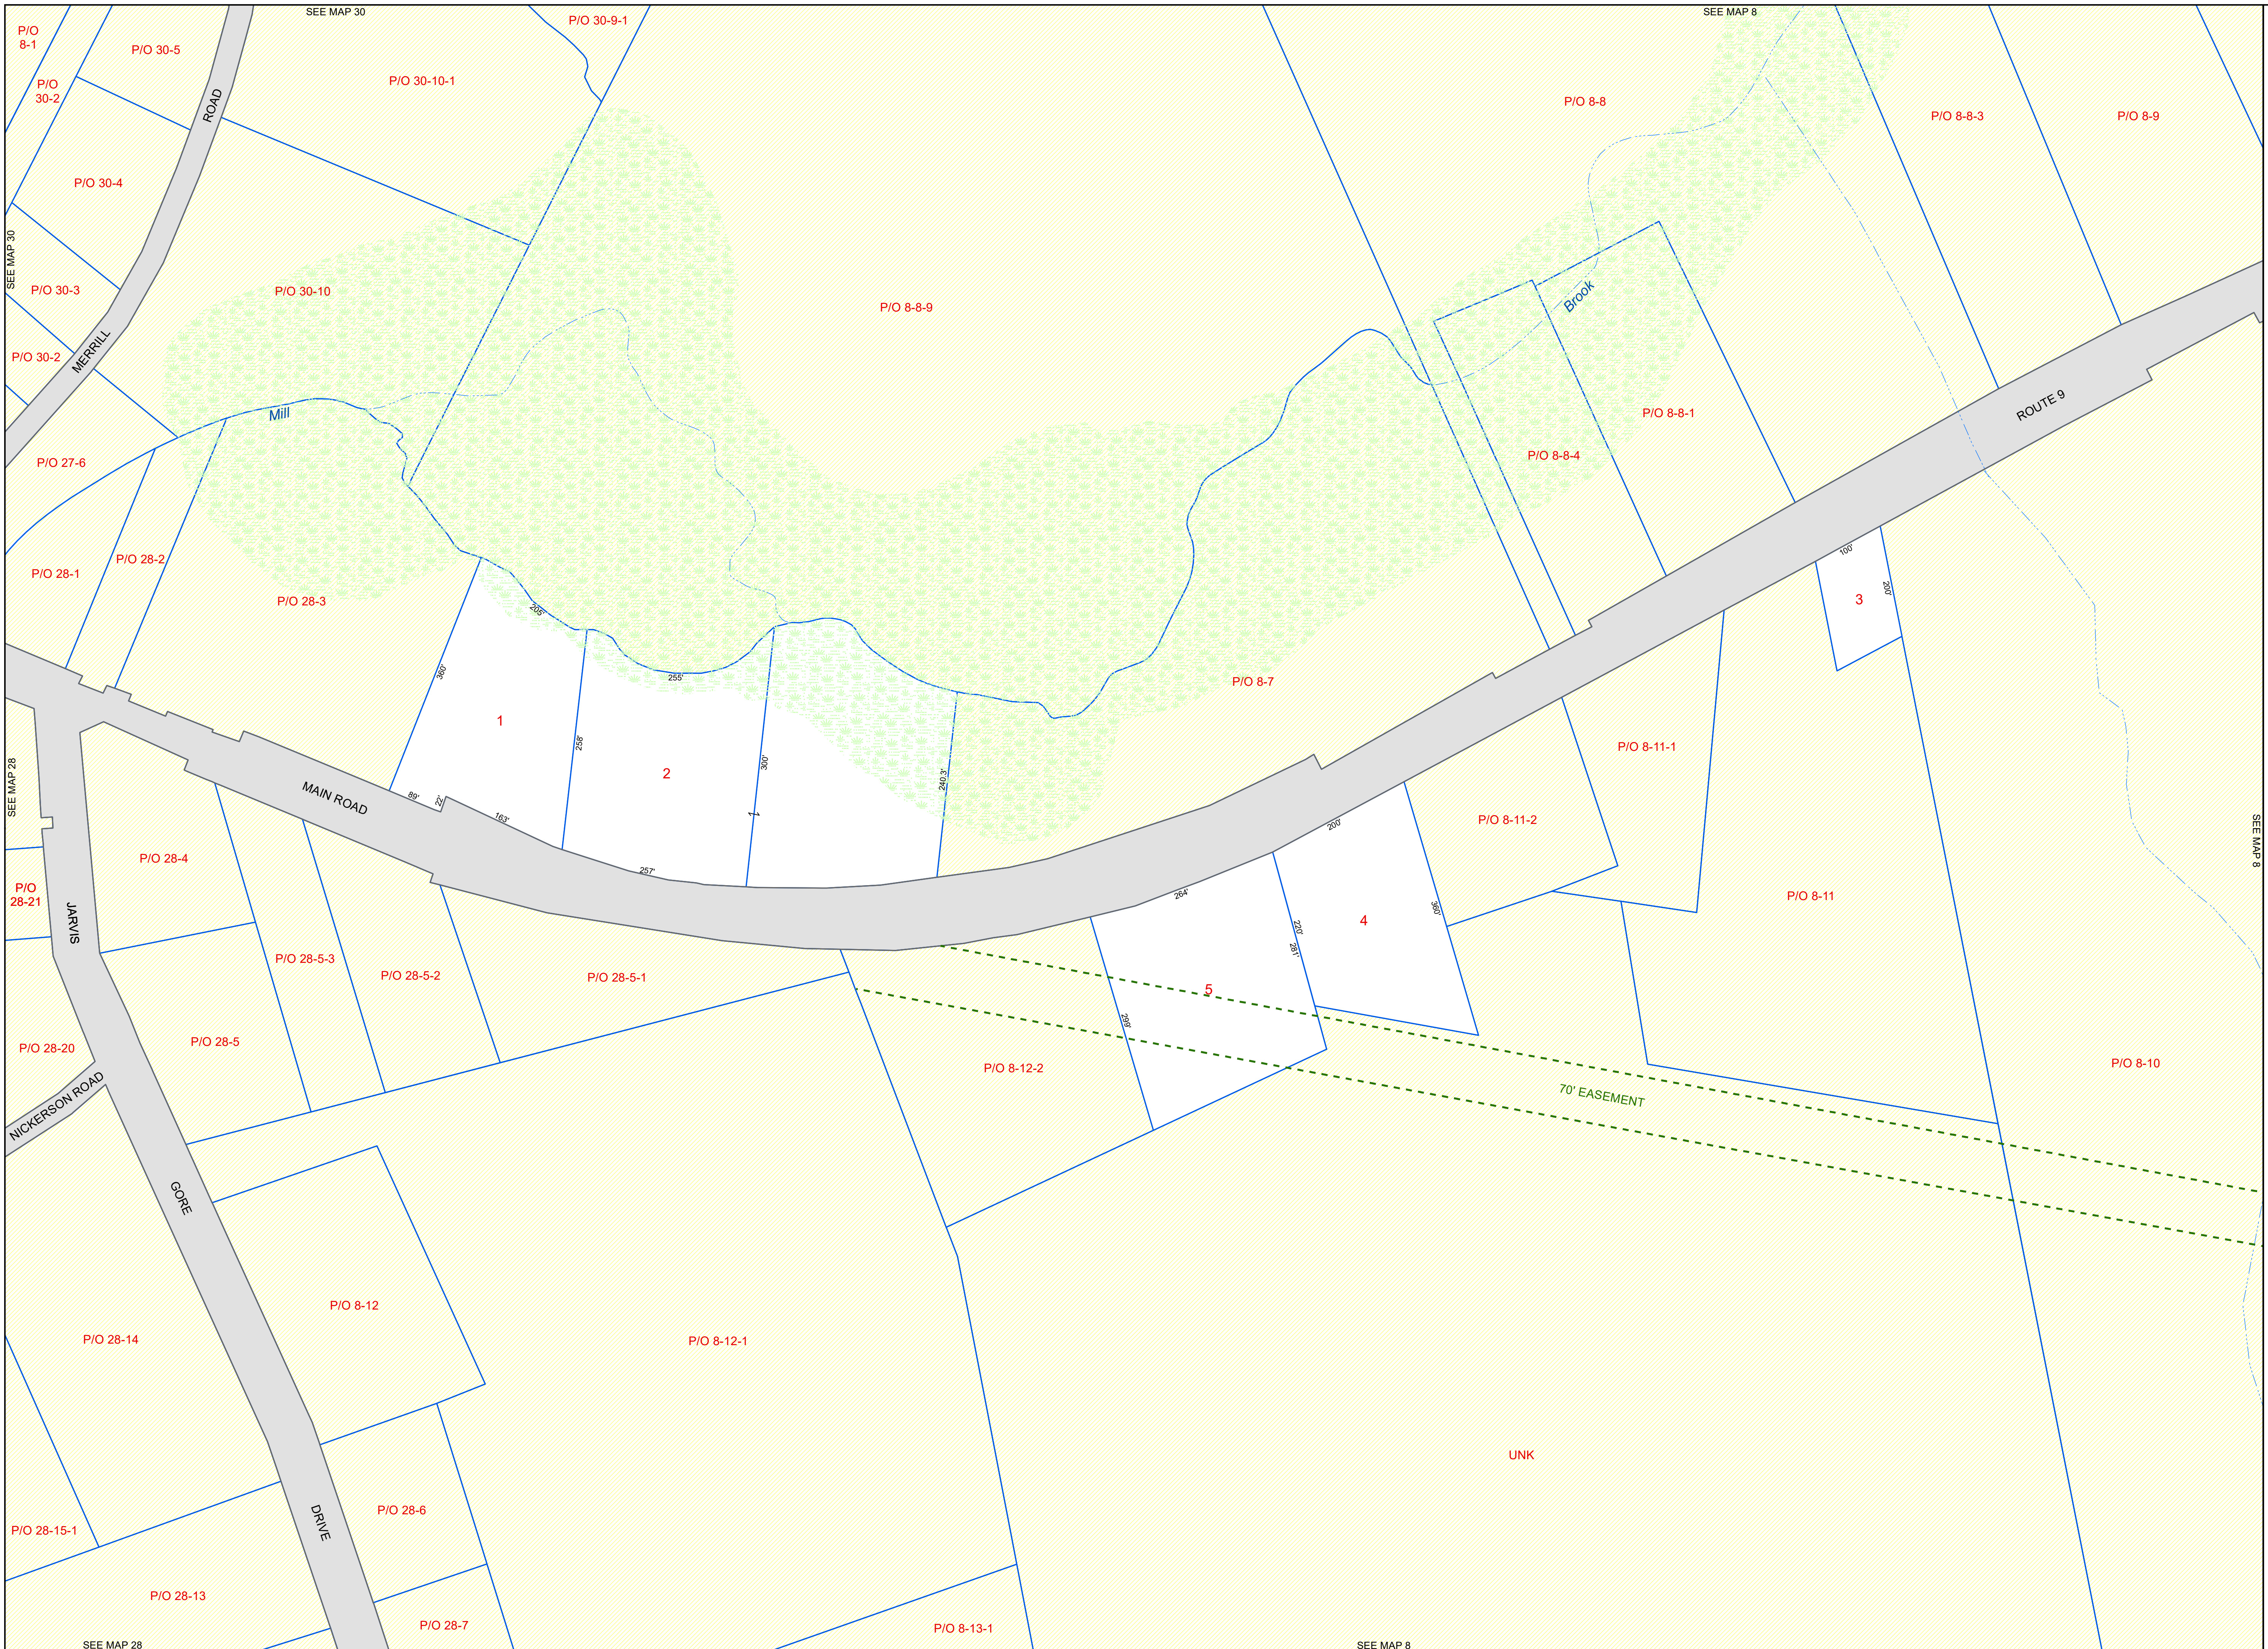 SEE MAP 30
SEE MAP 8
P/O
8-1
P/O 30-5
P/O 30-10-1
P/O 30-9-1
P/O
30-2
ROAD
P/O 8-8
P/O 8-8-3
P/O 8-9
P/O 30-4
SEE MAP 30
P/O 30-3
P/O 30-10
P/O 8-8-9
Brook
P/O 30-2
MERRILL
Mill
P/O 8-8-1
ROUTE 9
P/O 8-8-4
P/O 27-6
P/O 28-1
P/O 28-2
P/O 28-3
205'
100'
200'
3
360'
255'
P/O 8-7
1
258'
2
300'
240.3'
P/O 8-11-1
SEE MAP 28
MAIN ROAD
89'
22'
163'
257'
200'
P/O 8-11-2
SEE MAP 8
P/O 28-4
P/O
28-21
JARVIS
264'
220'
281'
4
360'
P/O 8-11
P/O 28-5-3
P/O 28-5-2
P/O 28-5-1
5
299'
P/O 28-20
P/O 28-5
P/O 8-12-2
P/O 8-10
NICKERSON ROAD
70' EASEMENT
GORE
P/O 8-12
P/O 28-14
P/O 8-12-1
UNK
P/O 28-15-1
DRIVE
P/O 28-6
P/O 28-13
P/O 28-7
P/O 8-13-1
SEE MAP 28
SEE MAP 8